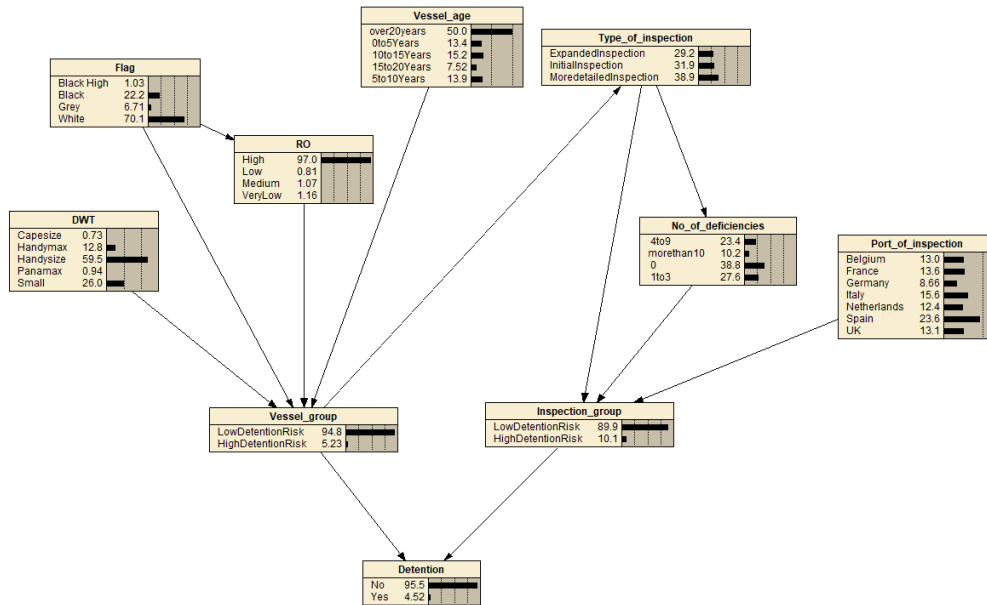 Vessel_age
over20years 50.0
0to5Years 13.4
10to15Years 15.2
15to20Years 7.52
5to10Years 13.9
Type_of_inspection
ExpandedInspection 29.2
InitialInspection 31.9
MoredetailedInspection 38.9
Flag
Black High 1.03
Black 22.2
Grey 6.71
White 70.1
RO
High 97.0
Low 0.81
Medium 1.07
VeryLow 1.16
DWT
Capesize 0.73
Handymax 12.8
Handysize 59.5
Panamax 0.94
Small 26.0
No_of_deficiencies
4to9 23.4
morethan10 10.2
0 38.8
1to3 27.6
Port_of_inspection
Belgium 13.0
France 13.6
Germany 8.66
Italy 15.6
Netherlands 12.4
Spain 23.6
UK 13.1
Vessel_group
LowDetentionRisk 94.8
HighDetentionRisk 5.23
Inspection_group
LowDetentionRisk 89.9
HighDetentionRisk 10.1
Detention
No 95.5
Yes 4.52